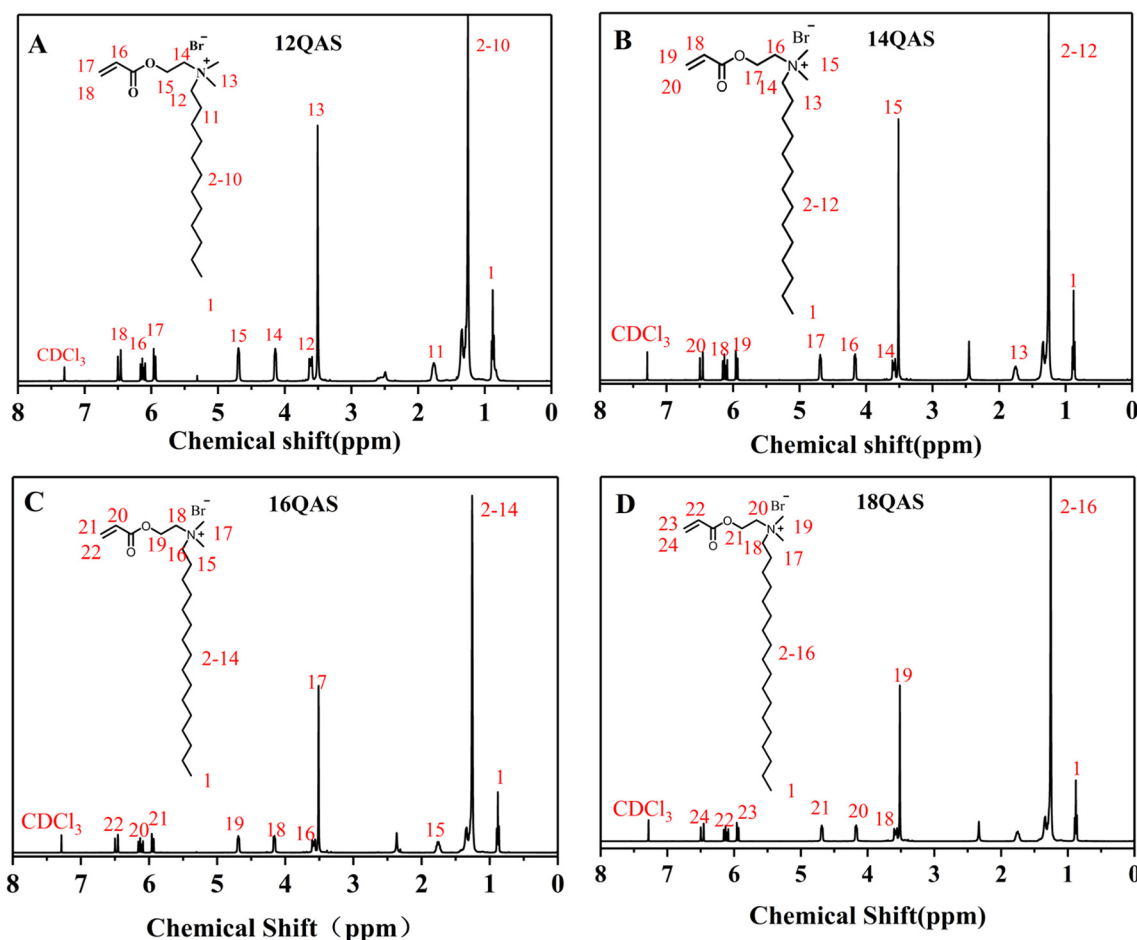 A
12QAS
Br⁻
16
14
17
O
N⁺
13
18
O
15
12
11
2-10
1
2-10
13
1
CDCl₃
18
16
17
15
14
12
11
8 7 6 5 4 3 2 1 0
Chemical shift(ppm)
B
14QAS
Br⁻
18
16
19
O
N⁺
15
20
O
17
14
13
2-12
1
2-12
15
1
CDCl₃
20
18
19
17
16
14
13
8 7 6 5 4 3 2 1 0
Chemical shift(ppm)
C
16QAS
Br⁻
20
18
21
O
N⁺
17
22
O
19
16
15
2-14
1
2-14
17
1
CDCl₃
22
20
21
19
18
16
15
8 7 6 5 4 3 2 1 0
Chemical Shift（ppm）
D
18QAS
Br⁻
22
20
23
O
N⁺
19
24
O
21
18
17
2-16
1
2-16
19
1
CDCl₃
24
22
23
21
20
18
8 7 6 5 4 3 2 1 0
Chemical Shift(ppm)